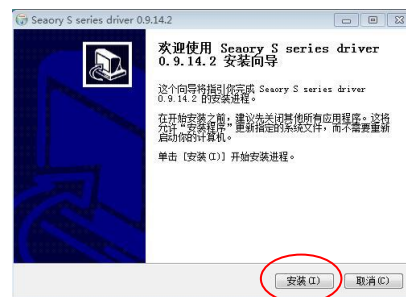 Seaory S series driver 0.9.14.2
欢迎使用 Seaory S series driver
0.9.14.2 安装向导
这个向导将指引你完成 Seaory S series driver
0.9.14.2 的安装进程。
在开始安装之前，建议先关闭其他所有应用程序。这将
允许“安装程序”更新指定的系统文件，而不需要重新
启动你的计算机。
单击 [安装(I)] 开始安装进程。
安装(I)
取消(C)